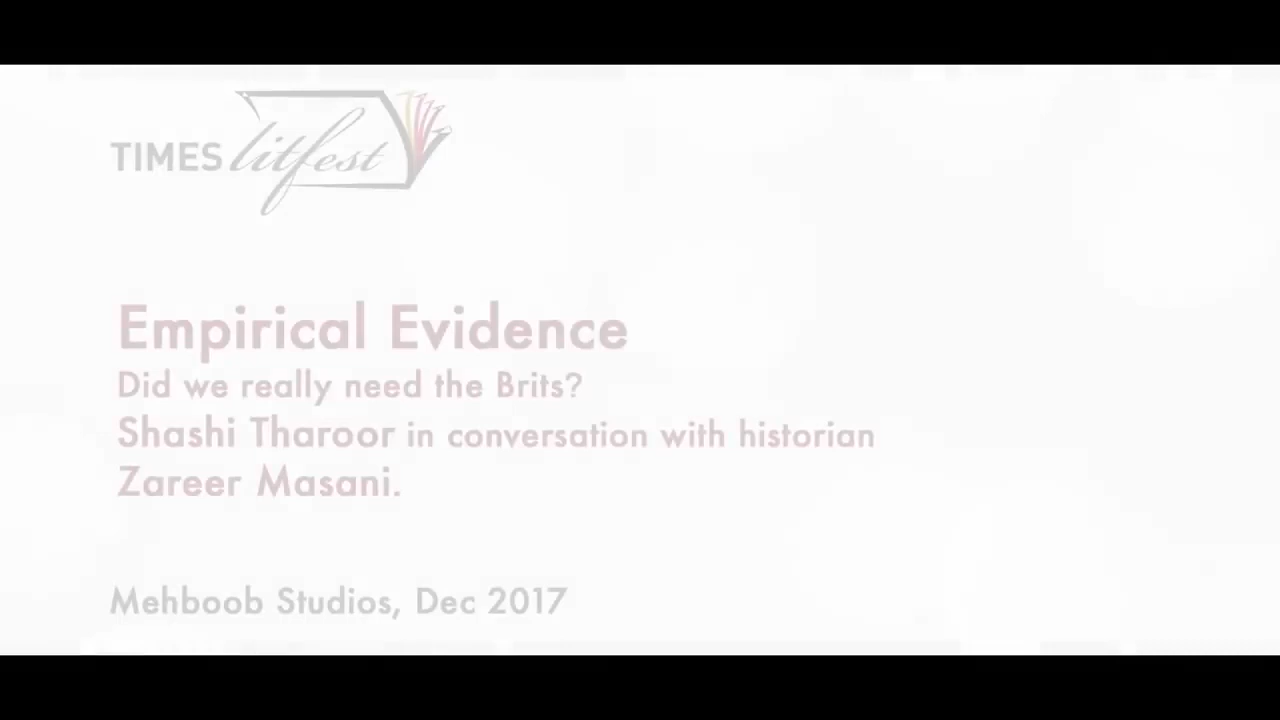 TIMES litfest
Empirical Evidence
Did we really need the Brits?
Shashi Tharoor in conversation with historian
Zareer Masani.
Mehboob Studios, Dec 2017